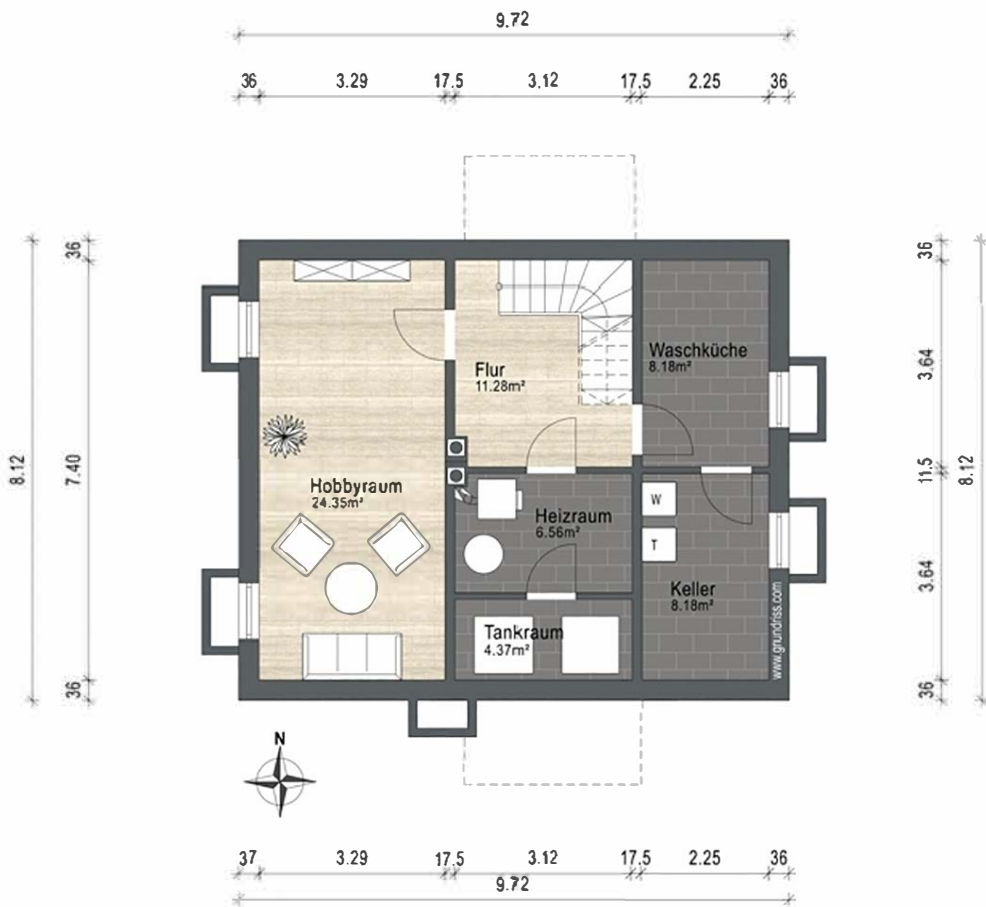 9.72
36 3.29 17.5 3.12 17.5 2.25 36
36
36
8.12
7.40
3.64
8.12
11.5
3.64
36
36
Waschküche
8.18m²
Flur
11.28m²
Hobbyraum
24.35m²
W
Heizraum
6.56m²
T
Keller
8.18m²
Tankraum
4.37m²
www.gnundriss.com
N
37 3.29 17.5 3.12 17.5 2.25 36
9.72